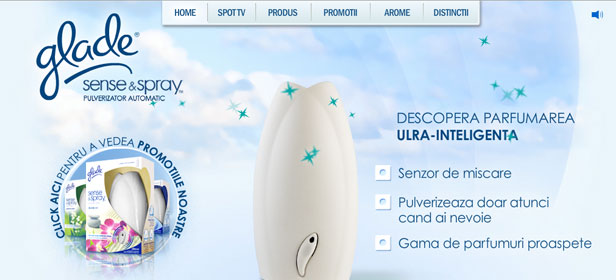 HOME SPOT TV PRODUS PROMOTII AROME DISTINCTII
glade
sense & spray
PULVERIZATOR AUTOMATIC
DESCOPERA PARFUMAREA
ULRA-INTELIGENTA
Senzor de miscare
Pulverizeaza doar atunci
cand ai nevoie
Gama de parfumuri proaspete
CLICK AICI PENTRU A VEDEA PROMOTIILE NOASTRE
glade
sense & spray